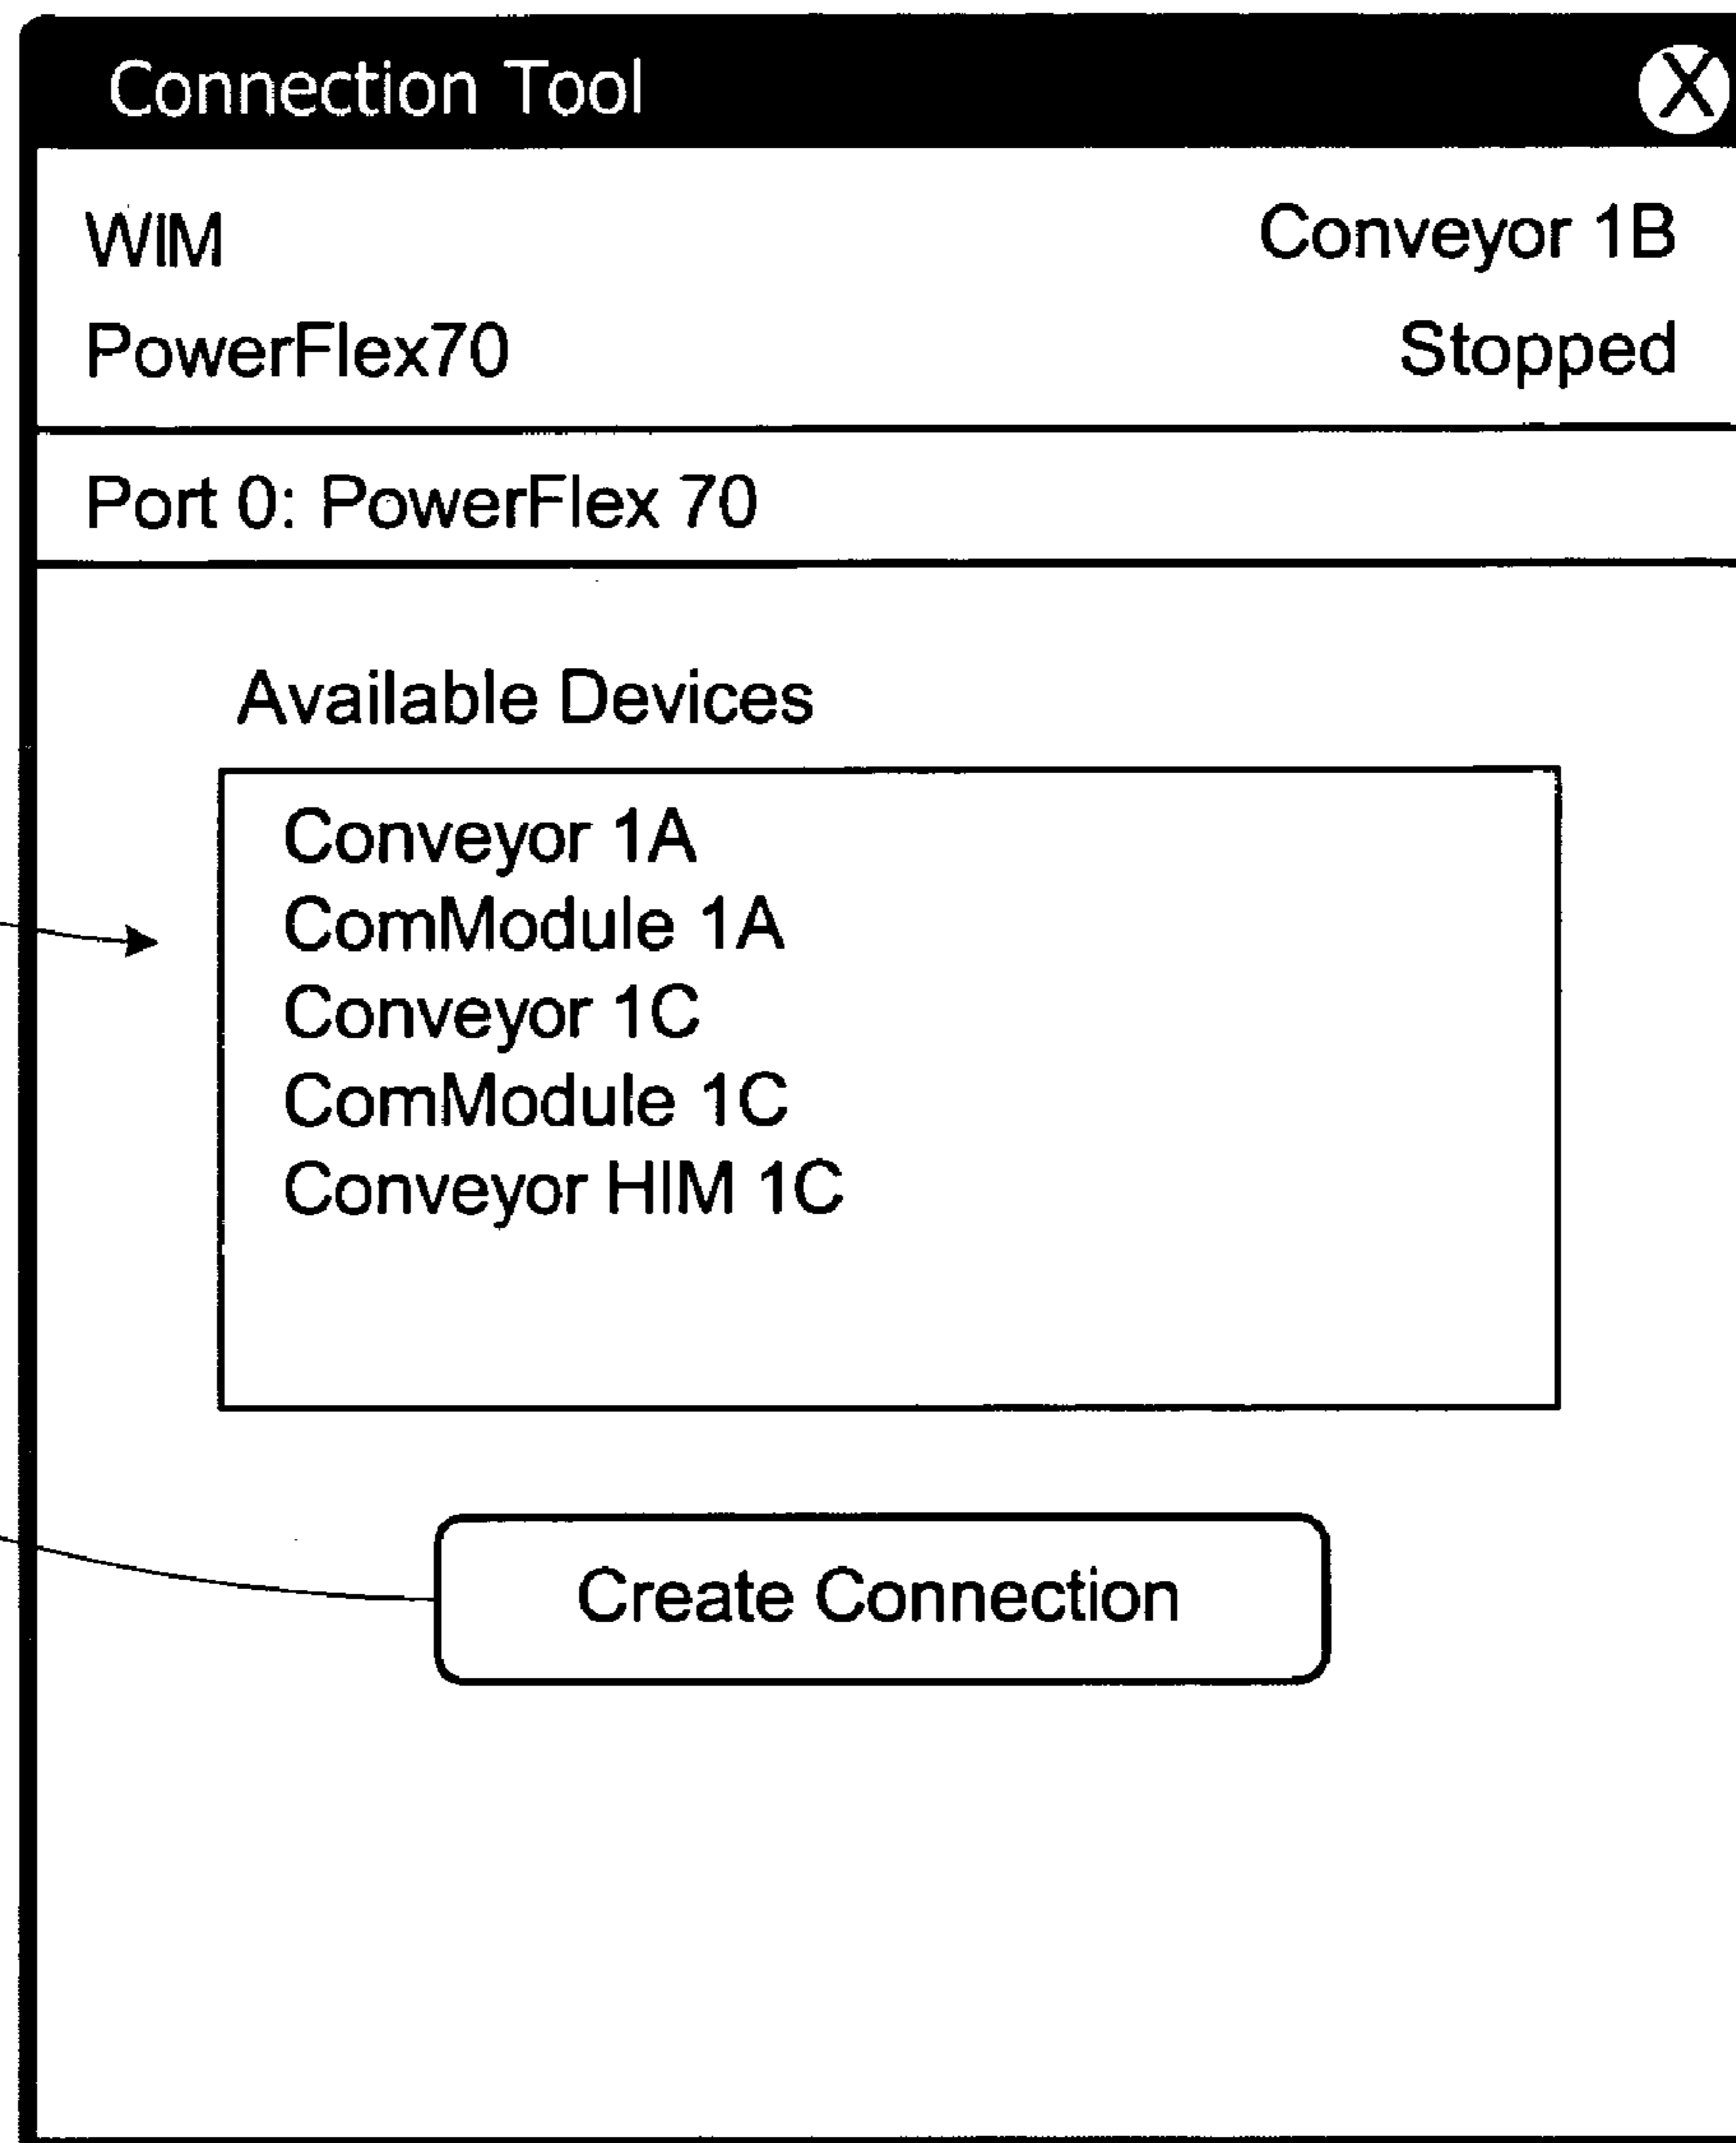 Connection Tool X
WIM Conveyor 1B
PowerFlex70 Stopped
Port 0: PowerFlex 70
Available Devices
Conveyor 1A
ComModule 1A
Conveyor 1C
ComModule 1C
Conveyor HIM 1C
Create Connection